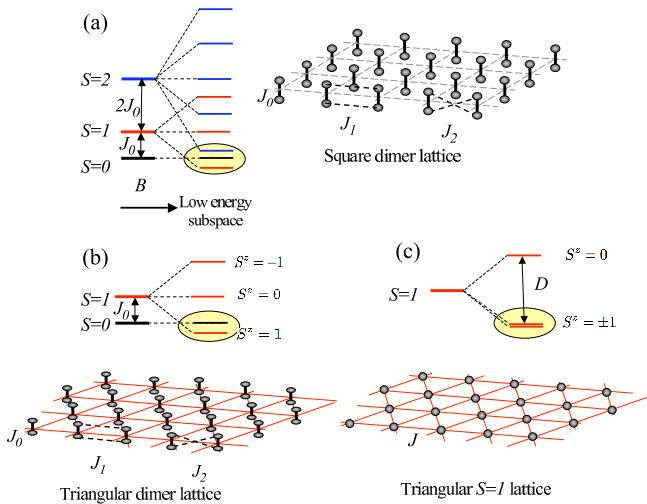 (a)
S=2
2J₀
S=1
J₀
S=0
B
Low energy
subspace
J₀
J₁
J₂
Square dimer lattice
(b)
S=1
J₀
S=0
Sᶻ = −1
Sᶻ = 0
Sᶻ = 1
J₀
J₁
J₂
Triangular dimer lattice
(c)
S=1
D
Sᶻ = 0
Sᶻ = ±1
J
Triangular S=1 lattice